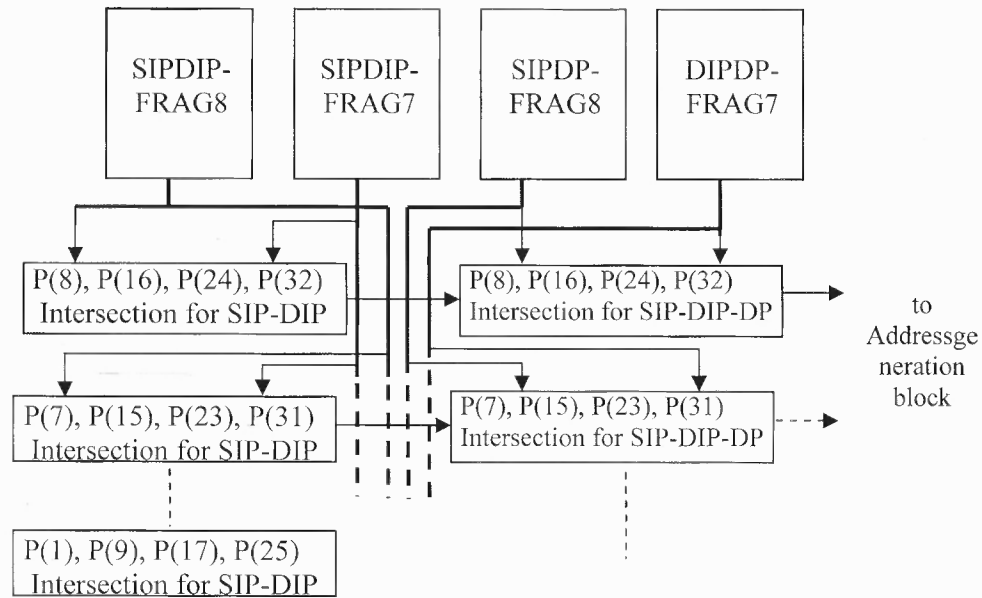 SIPDIP-
FRAG8
SIPDIP-
FRAG7
SIPDP-
FRAG8
DIPDP-
FRAG7
P(8), P(16), P(24), P(32)
Intersection for SIP-DIP
P(8), P(16), P(24), P(32)
Intersection for SIP-DIP-DP
to
Addressge
neration
block
P(7), P(15), P(23), P(31)
Intersection for SIP-DIP
P(7), P(15), P(23), P(31)
Intersection for SIP-DIP-DP
P(1), P(9), P(17), P(25)
Intersection for SIP-DIP